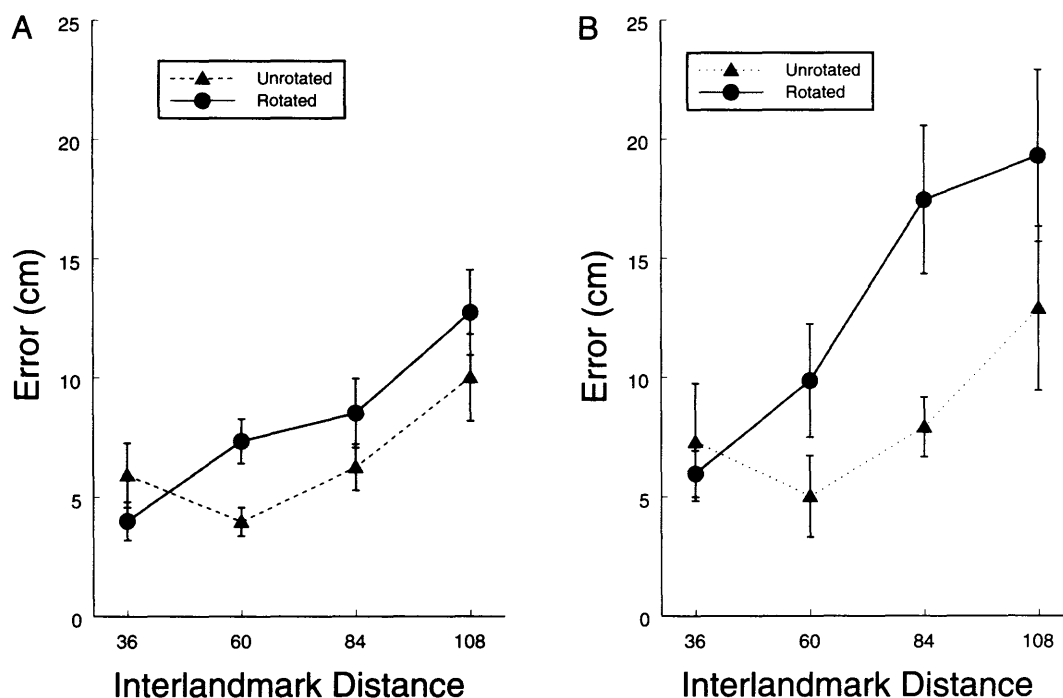 A
25
20
15
10
5
0
Error (cm)
Unrotated
Rotated
36 60 84 108
Interlandmark Distance
B
25
20
15
10
5
0
Error (cm)
Unrotated
Rotated
36 60 84 108
Interlandmark Distance